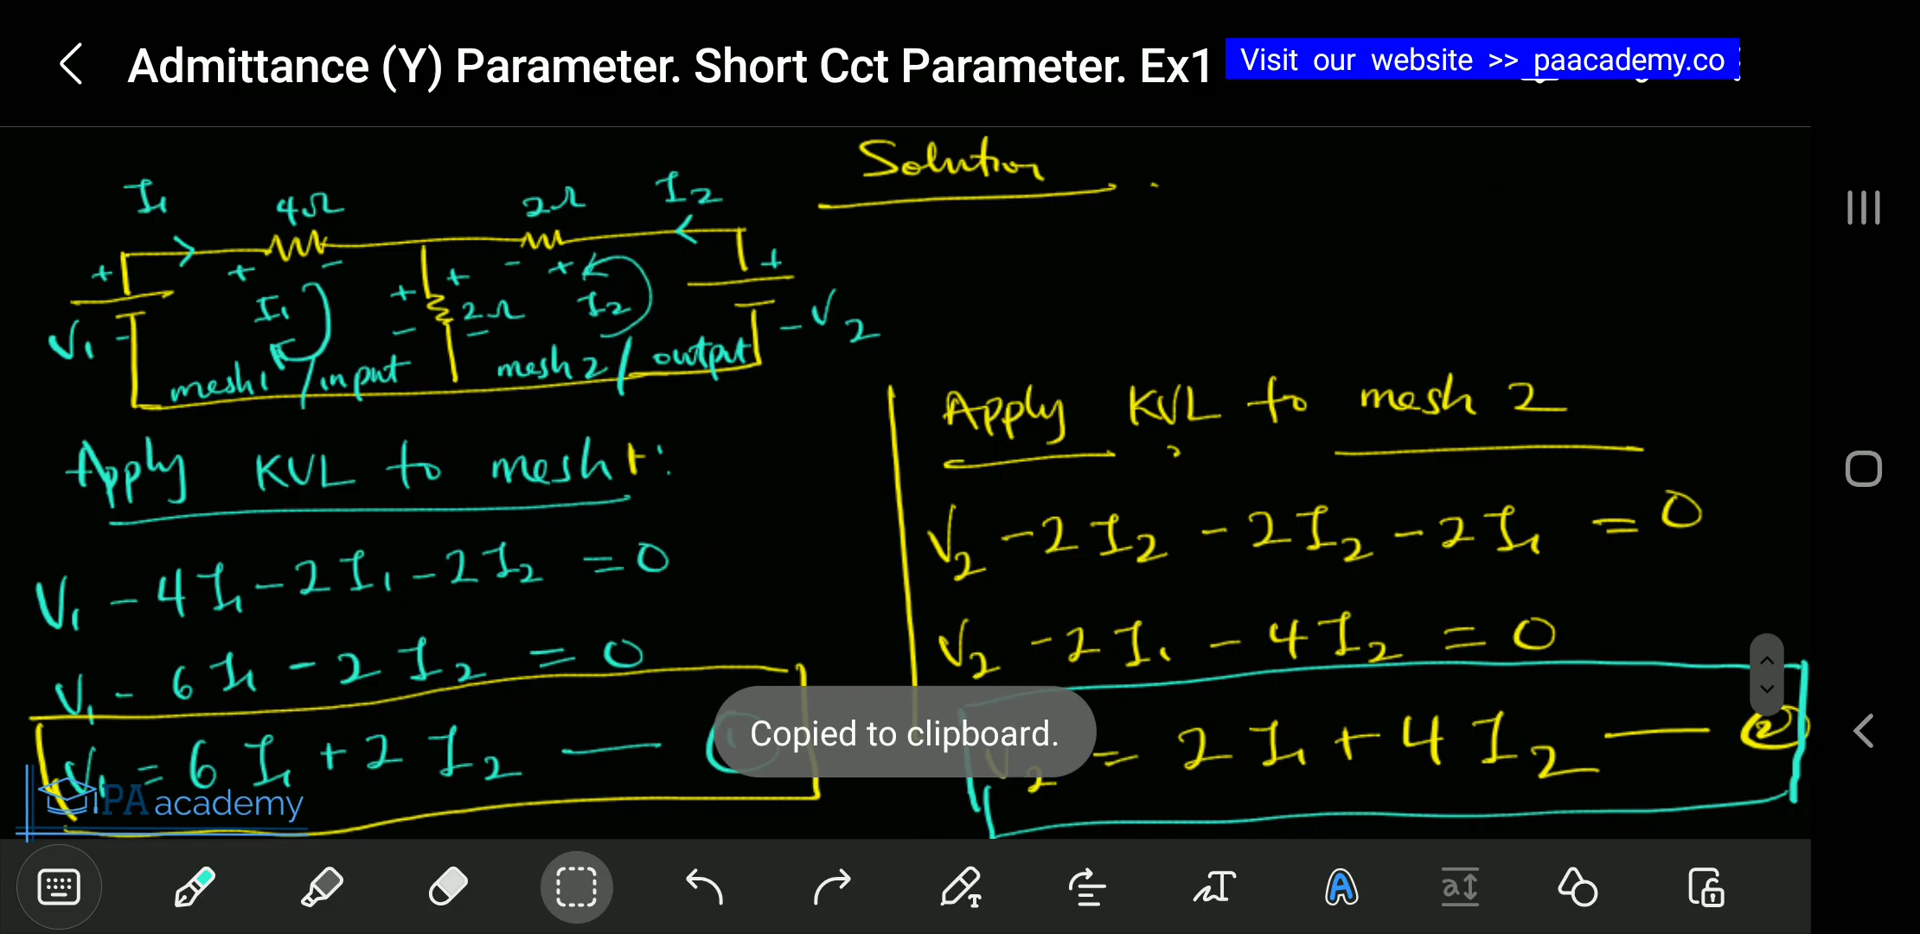 Admittance (Y) Parameter. Short Cct Parameter. Ex1
Visit our website >> paacademy.co
Solution
I₁ 4Ω 2Ω I₂
+ + - + - + + +
I₁ + 2Ω I₂
V₁ - - - - V₂
mesh1/input mesh 2/output
Apply KVL to mesh 1:
V₁ - 4I₁ - 2I₁ - 2I₂ = 0
V₁ - 6I₁ - 2I₂ = 0
V₁ = 6I₁ + 2I₂ —
Apply KVL to mesh 2
V₂ - 2I₂ - 2I₂ - 2I₁ = 0
V₂ - 2I₁ - 4I₂ = 0
V₂ = 2I₁ + 4I₂ — ②
Copied to clipboard.
PA academy
T
T
A
a